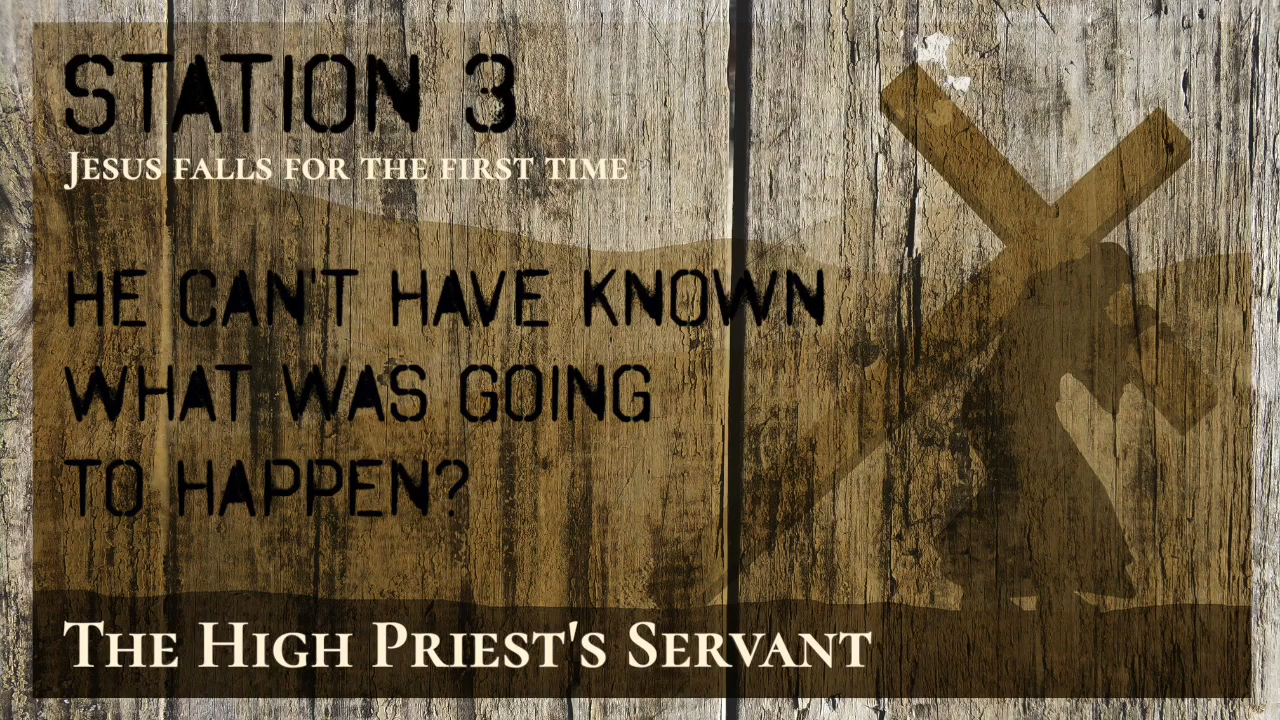 STATION 3
Jesus falls for the first time
HE CAN'T HAVE KNOWN
WHAT WAS GOING
TO HAPPEN?
The High Priest's Servant